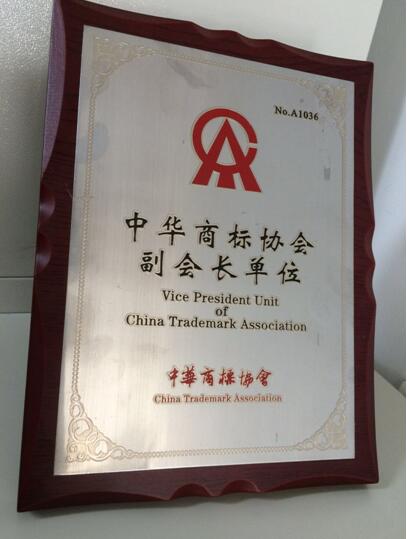 No.A1036
中华商标协会
副会长单位
Vice President Unit
of
China Trademark Association
中華商標協會
China Trademark Association